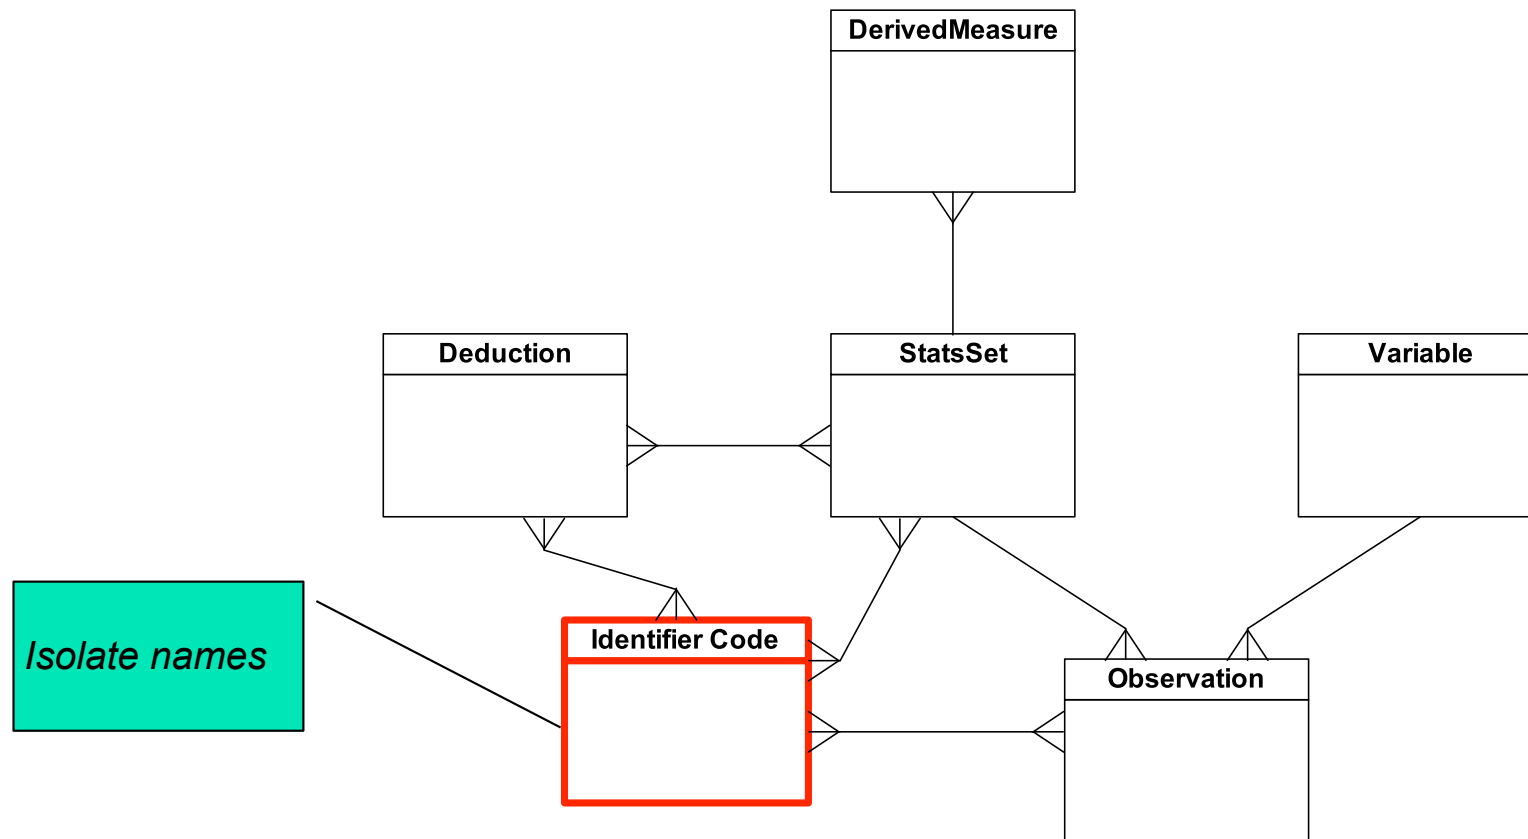 DerivedMeasure
Deduction
StatsSet
Variable
Isolate names
Identifier Code
Observation